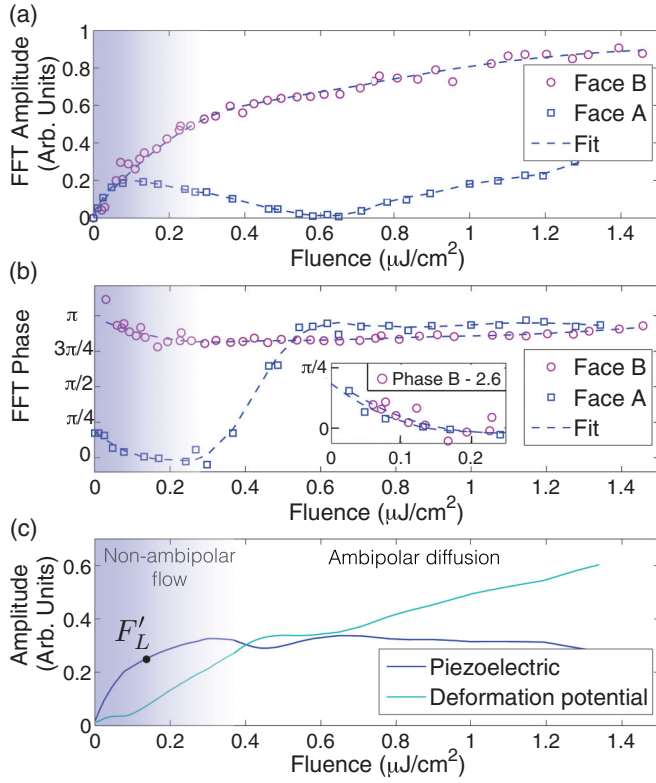 (a)
FFT Amplitude
(Arb. Units)
1
0.8
0.6
0.4
0.2
0
Face B
Face A
Fit
0 0.2 0.4 0.6 0.8 1 1.2 1.4
Fluence (μJ/cm²)
(b)
FFT Phase
π
3π/4
π/2
π/4
0
π/4
0
Phase B - 2.6
0 0.1 0.2
Face B
Face A
Fit
0 0.2 0.4 0.6 0.8 1 1.2 1.4
Fluence (μJ/cm²)
(c)
Amplitude
(Arb. Units)
0.6
0.4
0.2
0
Non-ambipolar
flow
Ambipolar diffusion
F′L
Piezoelectric
Deformation potential
0 0.2 0.4 0.6 0.8 1 1.2 1.4
Fluence (μJ/cm²)